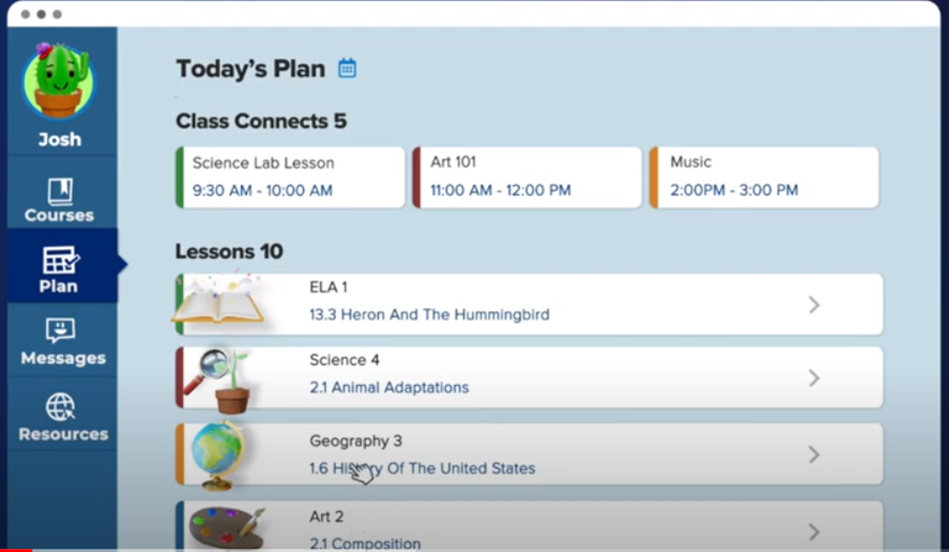 Josh
Courses
Plan
Messages
Resources
Today's Plan
Class Connects 5
Science Lab Lesson
9:30 AM - 10:00 AM
Art 101
11:00 AM - 12:00 PM
Music
2:00PM - 3:00 PM
Lessons 10
ELA 1
13.3 Heron And The Hummingbird
Science 4
2.1 Animal Adaptations
Geography 3
1.6 History Of The United States
Art 2
2.1 Composition